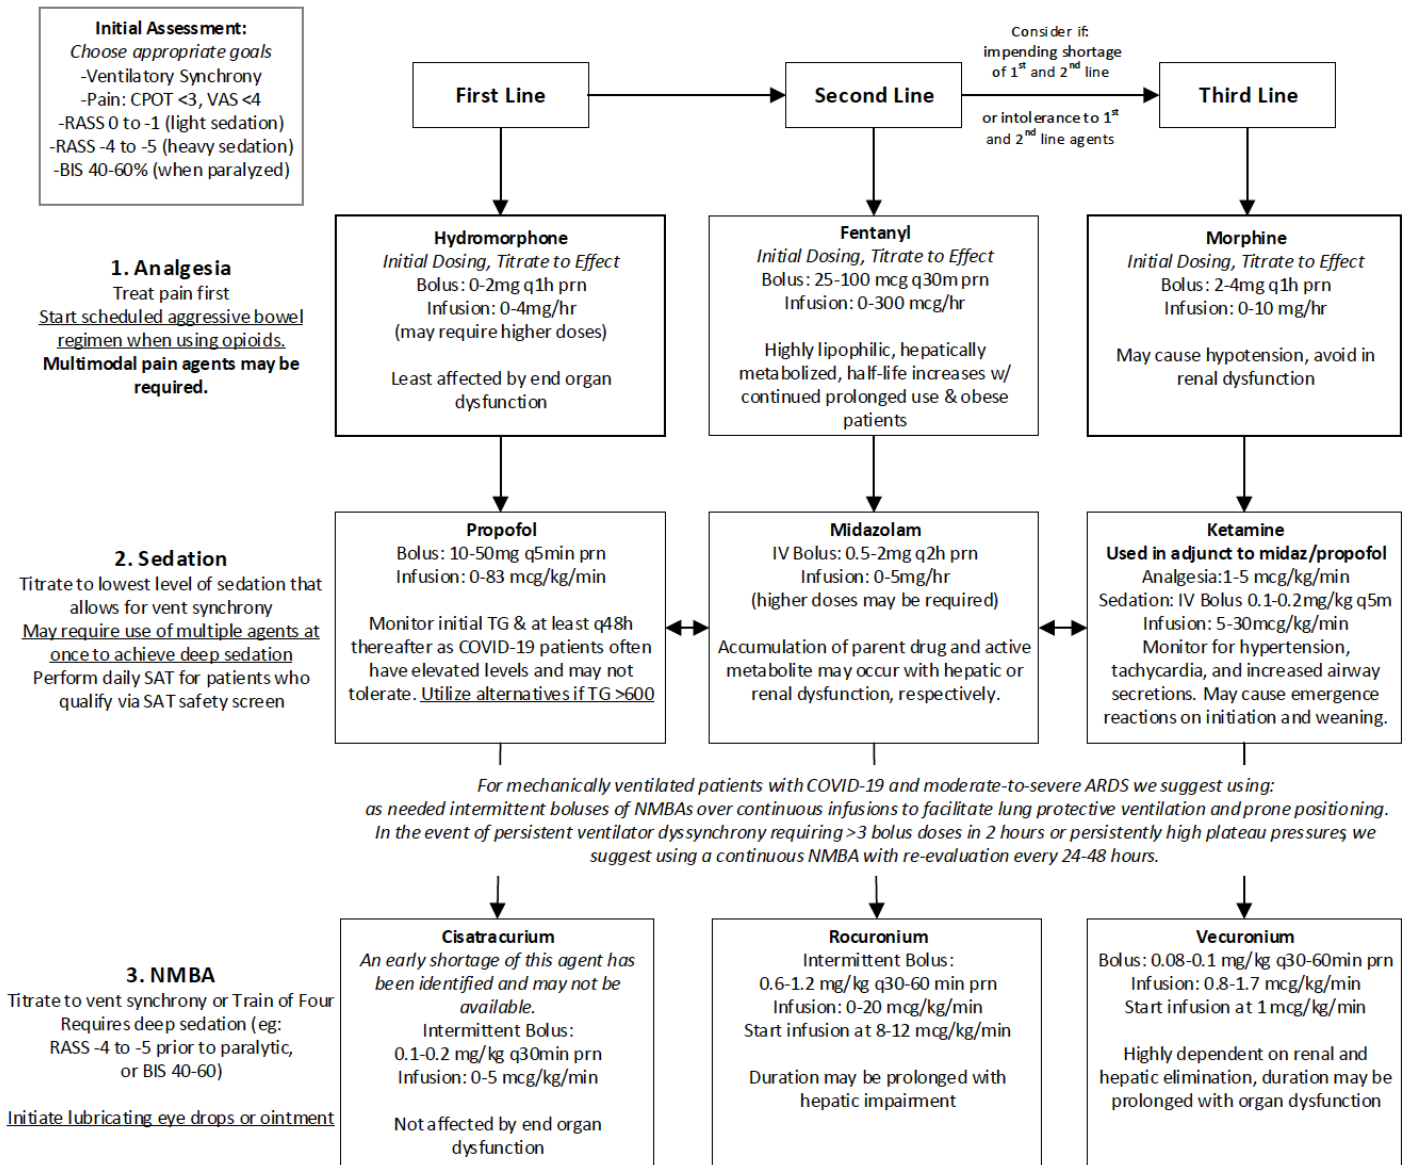 Initial Assessment:
Choose appropriate goals
-Ventilatory Synchrony
-Pain: CPOT <3, VAS <4
-RASS 0 to -1 (light sedation)
-RASS -4 to -5 (heavy sedation)
-BIS 40-60% (when paralyzed)
First Line
Second Line
Consider if:
impending shortage
of 1st and 2nd line
or intolerance to 1st
and 2nd line agents
Third Line
1. Analgesia
Treat pain first
Start scheduled aggressive bowel
regimen when using opioids.
Multimodal pain agents may be
required.
Hydromorphone
Initial Dosing, Titrate to Effect
Bolus: 0-2mg q1h prn
Infusion: 0-4mg/hr
(may require higher doses)
Least affected by end organ
dysfunction
Fentanyl
Initial Dosing, Titrate to Effect
Bolus: 25-100 mcg q30m prn
Infusion: 0-300 mcg/hr
Highly lipophilic, hepatically
metabolized, half-life increases w/
continued prolonged use & obese
patients
Morphine
Initial Dosing, Titrate to Effect
Bolus: 2-4mg q1h prn
Infusion: 0-10 mg/hr
May cause hypotension, avoid in
renal dysfunction
2. Sedation
Titrate to lowest level of sedation that
allows for vent synchrony
May require use of multiple agents at
once to achieve deep sedation
Perform daily SAT for patients who
qualify via SAT safety screen
Propofol
Bolus: 10-50mg q5min prn
Infusion: 0-83 mcg/kg/min
Monitor initial TG & at least q48h
thereafter as COVID-19 patients often
have elevated levels and may not
tolerate. Utilize alternatives if TG >600
Midazolam
IV Bolus: 0.5-2mg q2h prn
Infusion: 0-5mg/hr
(higher doses may be required)
Accumulation of parent drug and active
metabolite may occur with hepatic or
renal dysfunction, respectively.
Ketamine
Used in adjunct to midaz/propofol
Analgesia:1-5 mcg/kg/min
Sedation: IV Bolus 0.1-0.2mg/kg q5m
Infusion: 5-30mcg/kg/min
Monitor for hypertension,
tachycardia, and increased airway
secretions. May cause emergence
reactions on initiation and weaning.
For mechanically ventilated patients with COVID-19 and moderate-to-severe ARDS we suggest using:
as needed intermittent boluses of NMBAs over continuous infusions to facilitate lung protective ventilation and prone positioning.
In the event of persistent ventilator dyssynchrony requiring >3 bolus doses in 2 hours or persistently high plateau pressures, we
suggest using a continuous NMBA with re-evaluation every 24-48 hours.
3. NMBA
Titrate to vent synchrony or Train of Four
Requires deep sedation (eg:
RASS -4 to -5 prior to paralytic,
or BIS 40-60)
Initiate lubricating eye drops or ointment
Cisatracurium
An early shortage of this agent has
been identified and may not be
available.
Intermittent Bolus:
0.1-0.2 mg/kg q30min prn
Infusion: 0-5 mcg/kg/min
Not affected by end organ
dysfunction
Rocuronium
Intermittent Bolus:
0.6-1.2 mg/kg q30-60 min prn
Infusion: 0-20 mcg/kg/min
Start infusion at 8-12 mcg/kg/min
Duration may be prolonged with
hepatic impairment
Vecuronium
Bolus: 0.08-0.1 mg/kg q30-60min prn
Infusion: 0.8-1.7 mcg/kg/min
Start infusion at 1 mcg/kg/min
Highly dependent on renal and
hepatic elimination, duration may be
prolonged with organ dysfunction